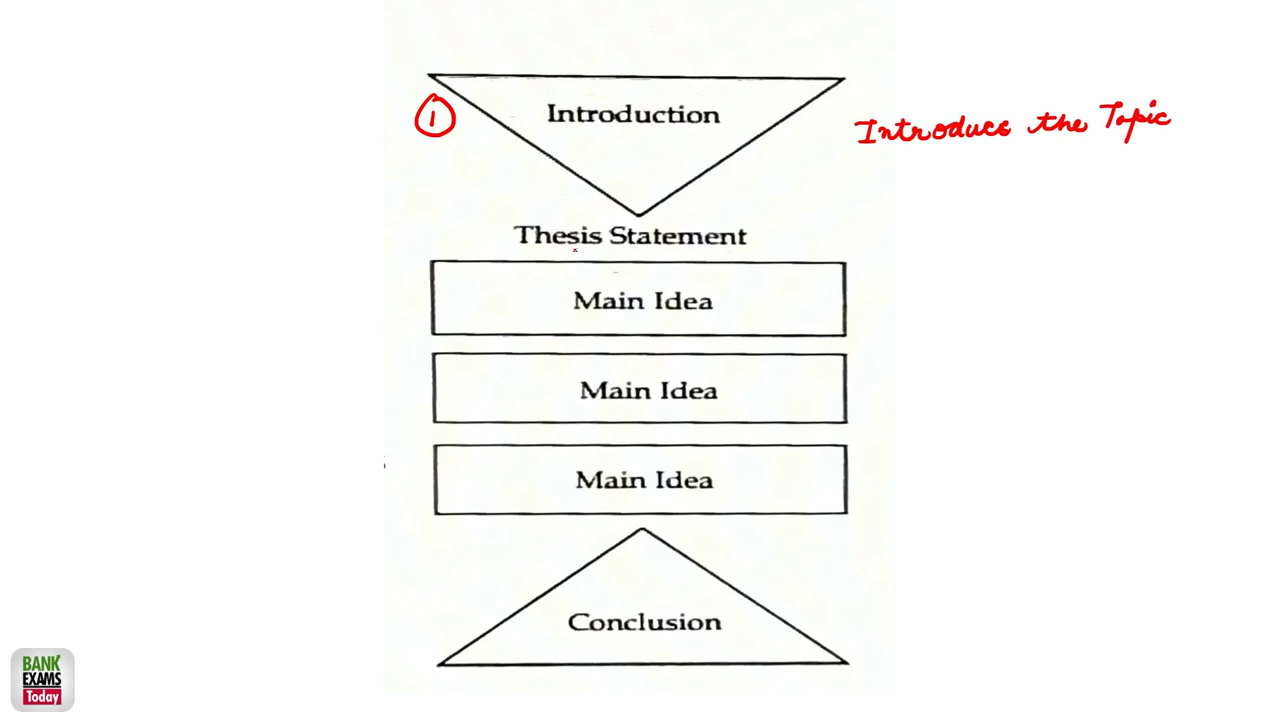 Introduction
1
Introduce the Topic
Thesis Statement
Main Idea
Main Idea
Main Idea
Conclusion
BANK
EXAMS
Today